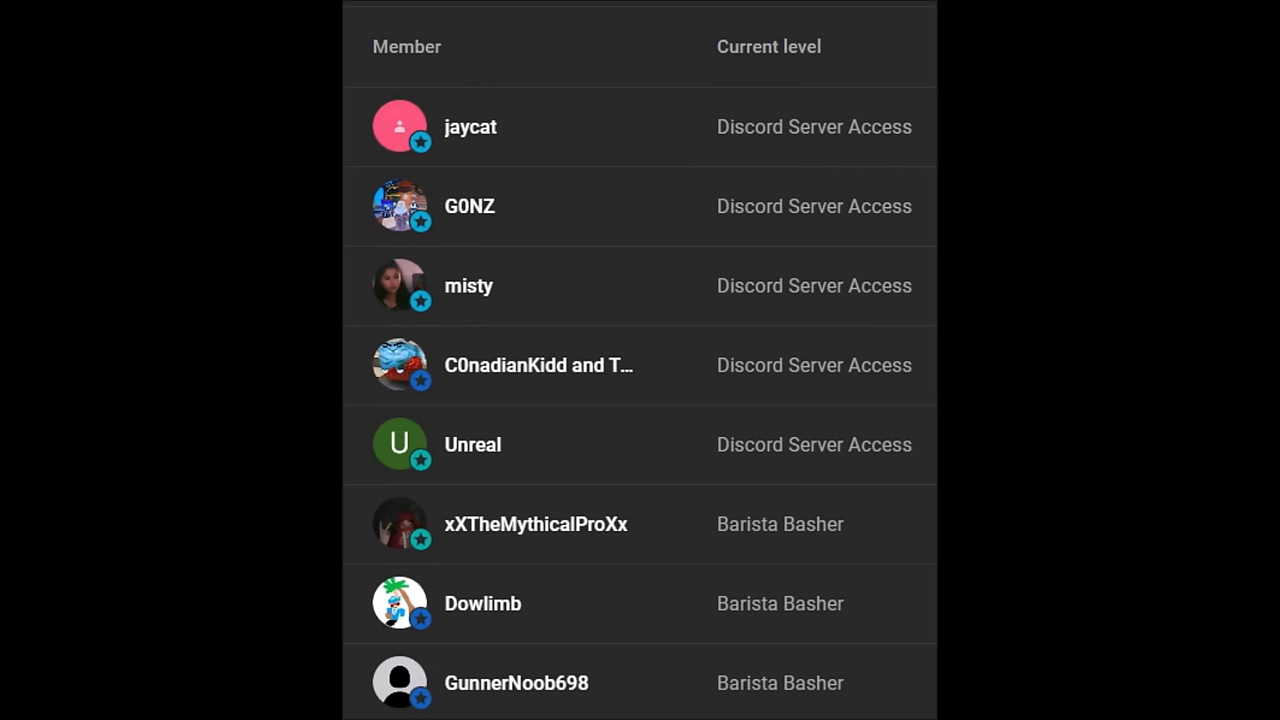 Member Current level
jaycat Discord Server Access
G0NZ Discord Server Access
misty Discord Server Access
C0nadianKidd and T... Discord Server Access
U Unreal Discord Server Access
xXTheMythicalProXx Barista Basher
Dowlimb Barista Basher
GunnerNoob698 Barista Basher